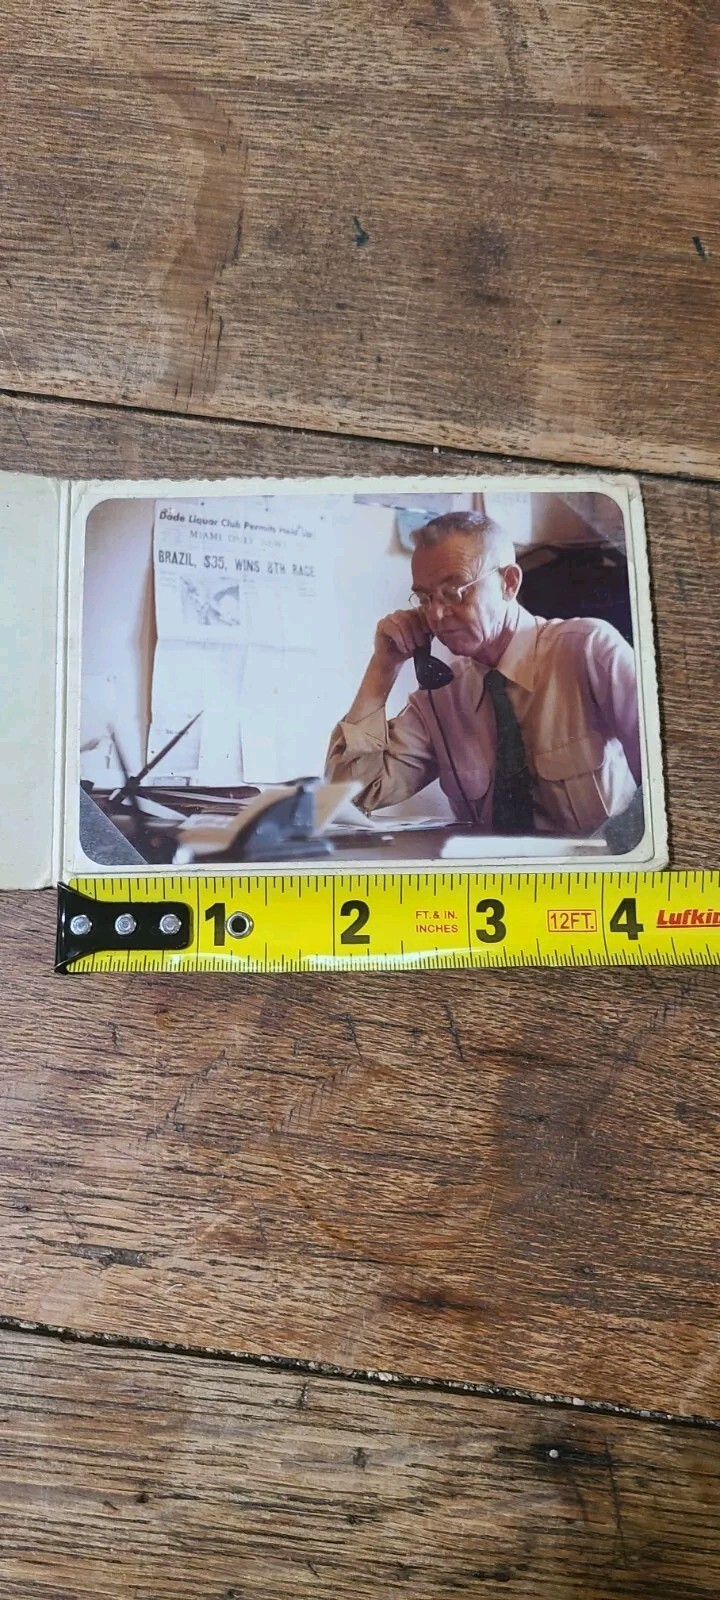 Dade Liquor Club Permits Held Up
MIAMI DAILY NEWS
BRAZIL, $35, WINS 8TH RACE
1 2 FT. & IN. 3 12FT. 4 Lufkin
INCHES